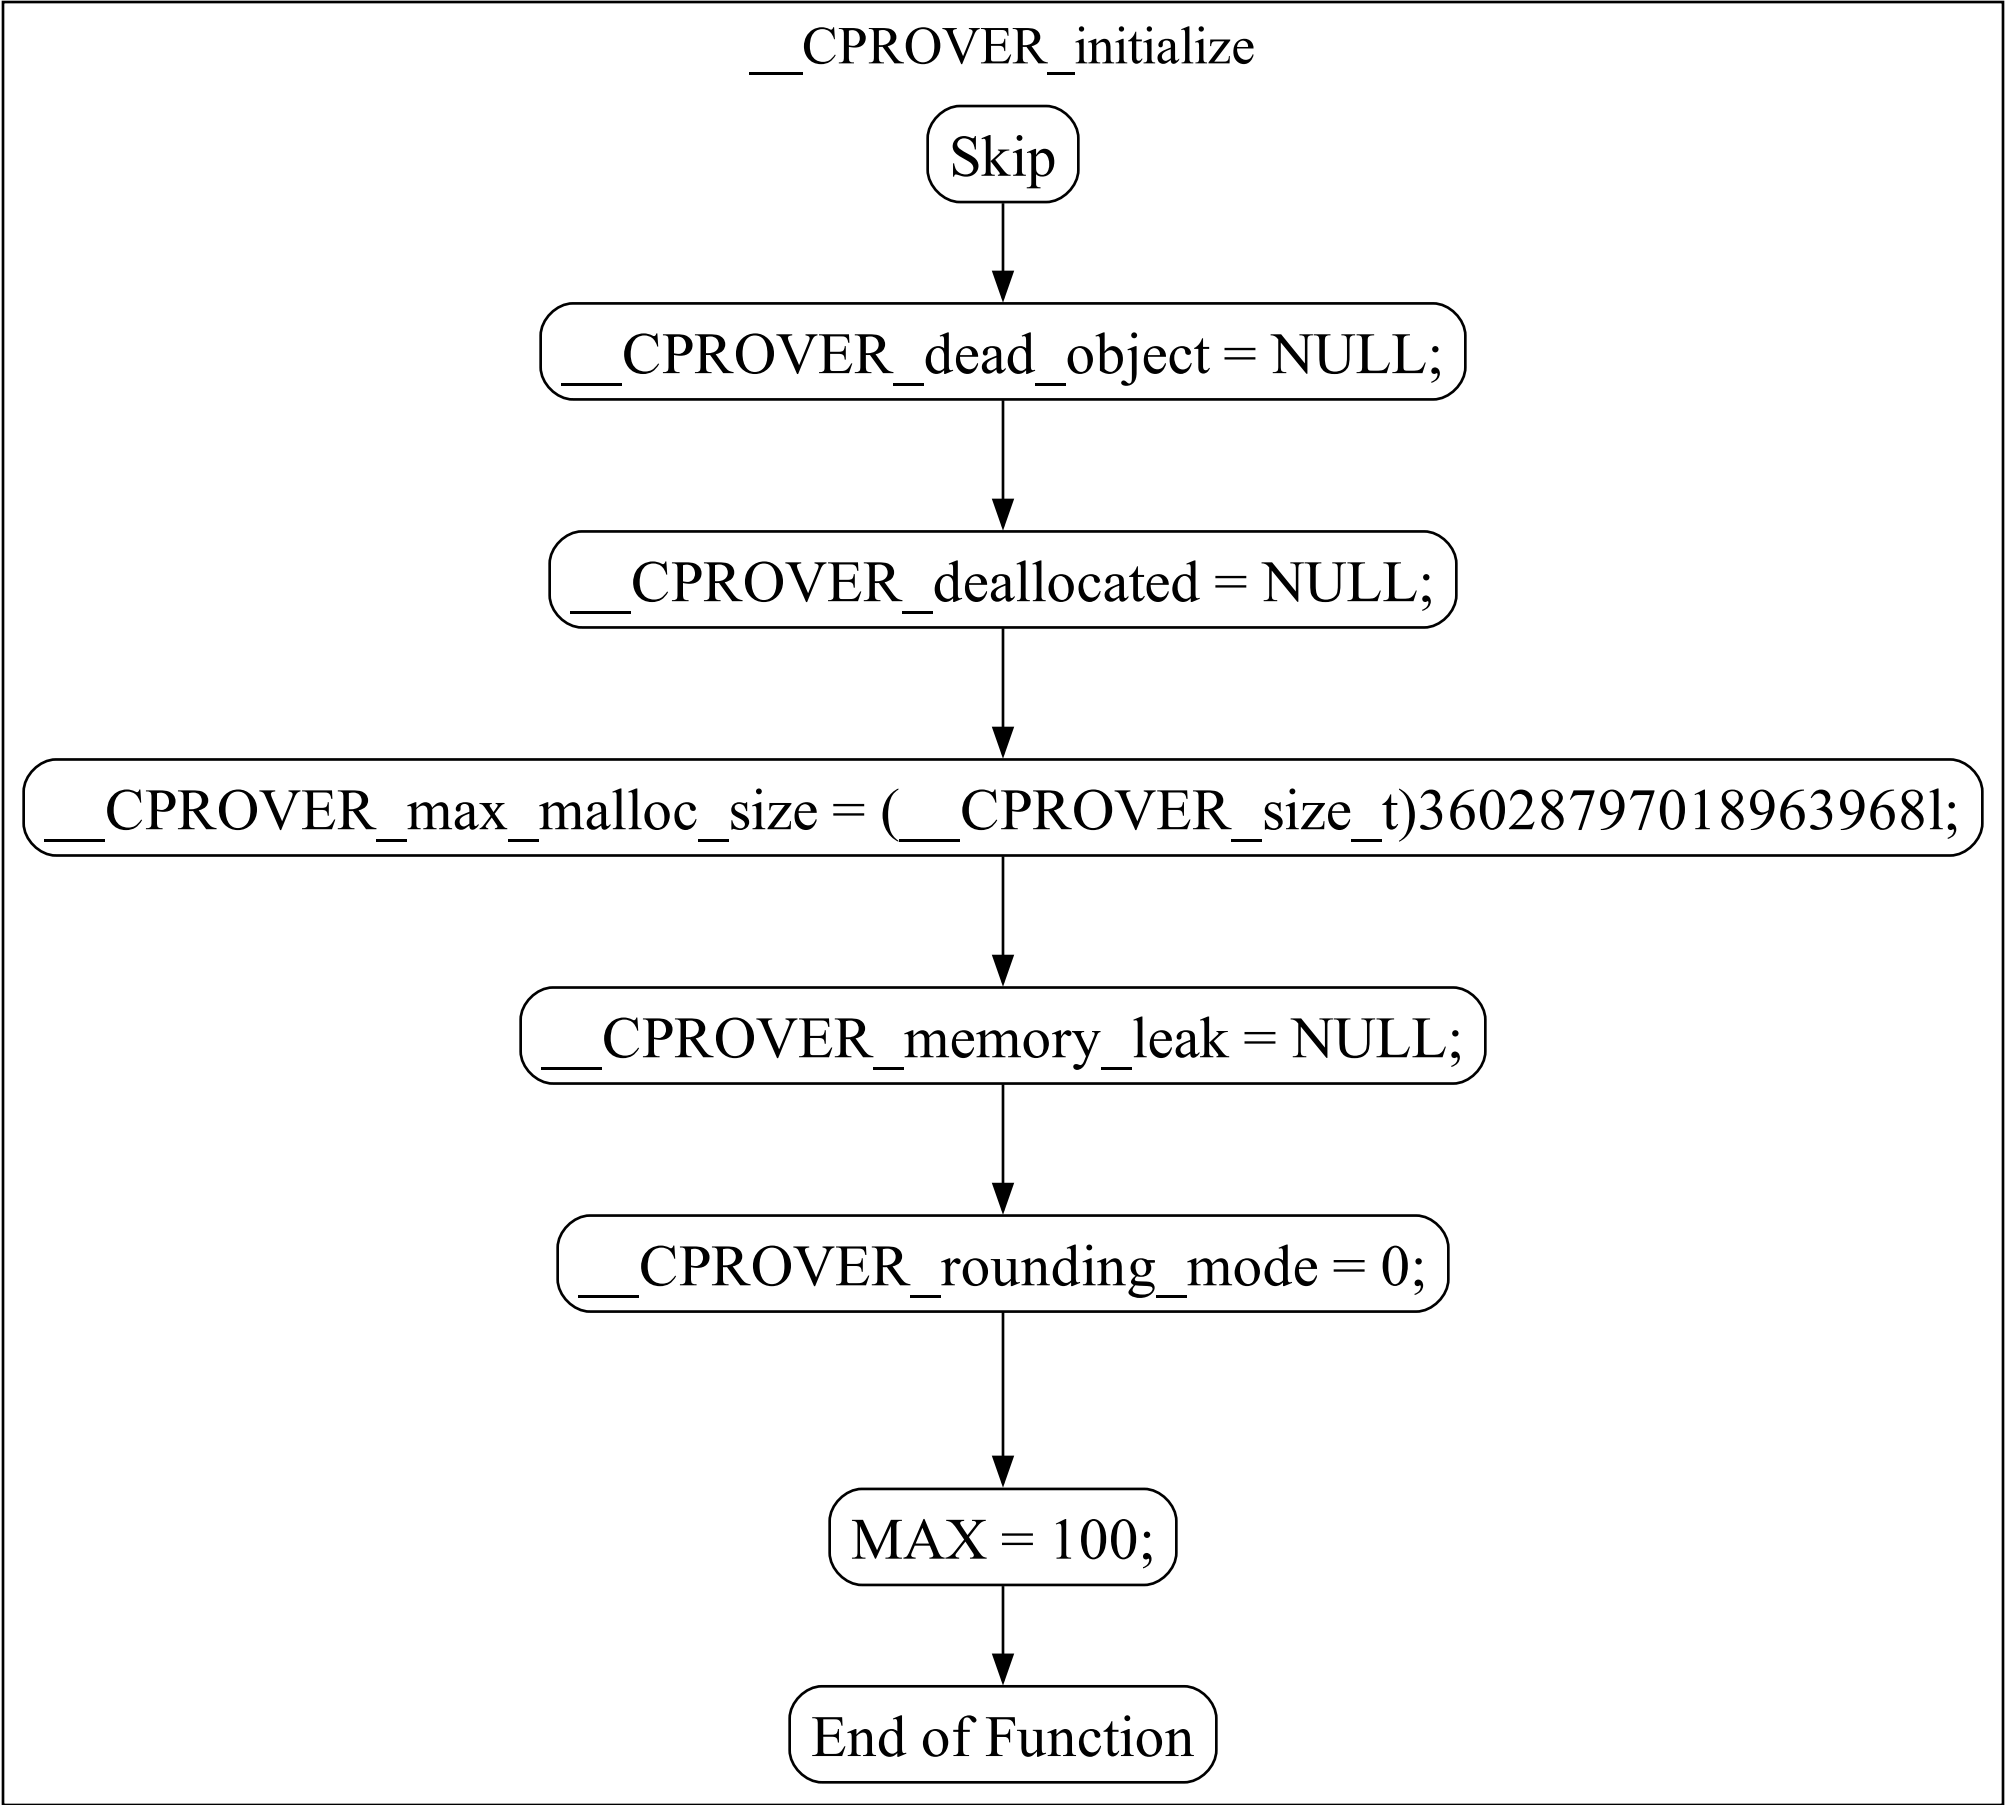 __CPROVER_initialize
Skip
__CPROVER_dead_object = NULL;
__CPROVER_deallocated = NULL;
__CPROVER_max_malloc_size = (__CPROVER_size_t)36028797018963968l;
__CPROVER_memory_leak = NULL;
__CPROVER_rounding_mode = 0;
MAX = 100;
End of Function